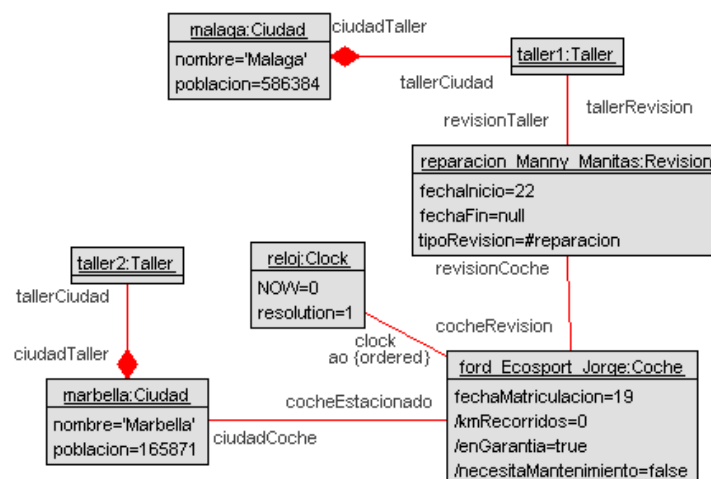 malaga:Ciudad
nombre='Malaga'
poblacion=586384
ciudadTaller
tallerCiudad
taller1:Taller
tallerRevision
revisionTaller
reparacion_Manny_Manitas:Revision
fechaInicio=22
fechaFin=null
tipoRevision=#reparacion
revisionCoche
cocheRevision
reloj:Clock
NOW=0
resolution=1
clock
ao {ordered}
taller2:Taller
tallerCiudad
ciudadTaller
marbella:Ciudad
nombre='Marbella'
poblacion=165871
cocheEstacionado
ciudadCoche
ford_Ecosport_Jorge:Coche
fechaMatriculacion=19
/kmRecorridos=0
/enGarantia=true
/necesitaMantenimiento=false